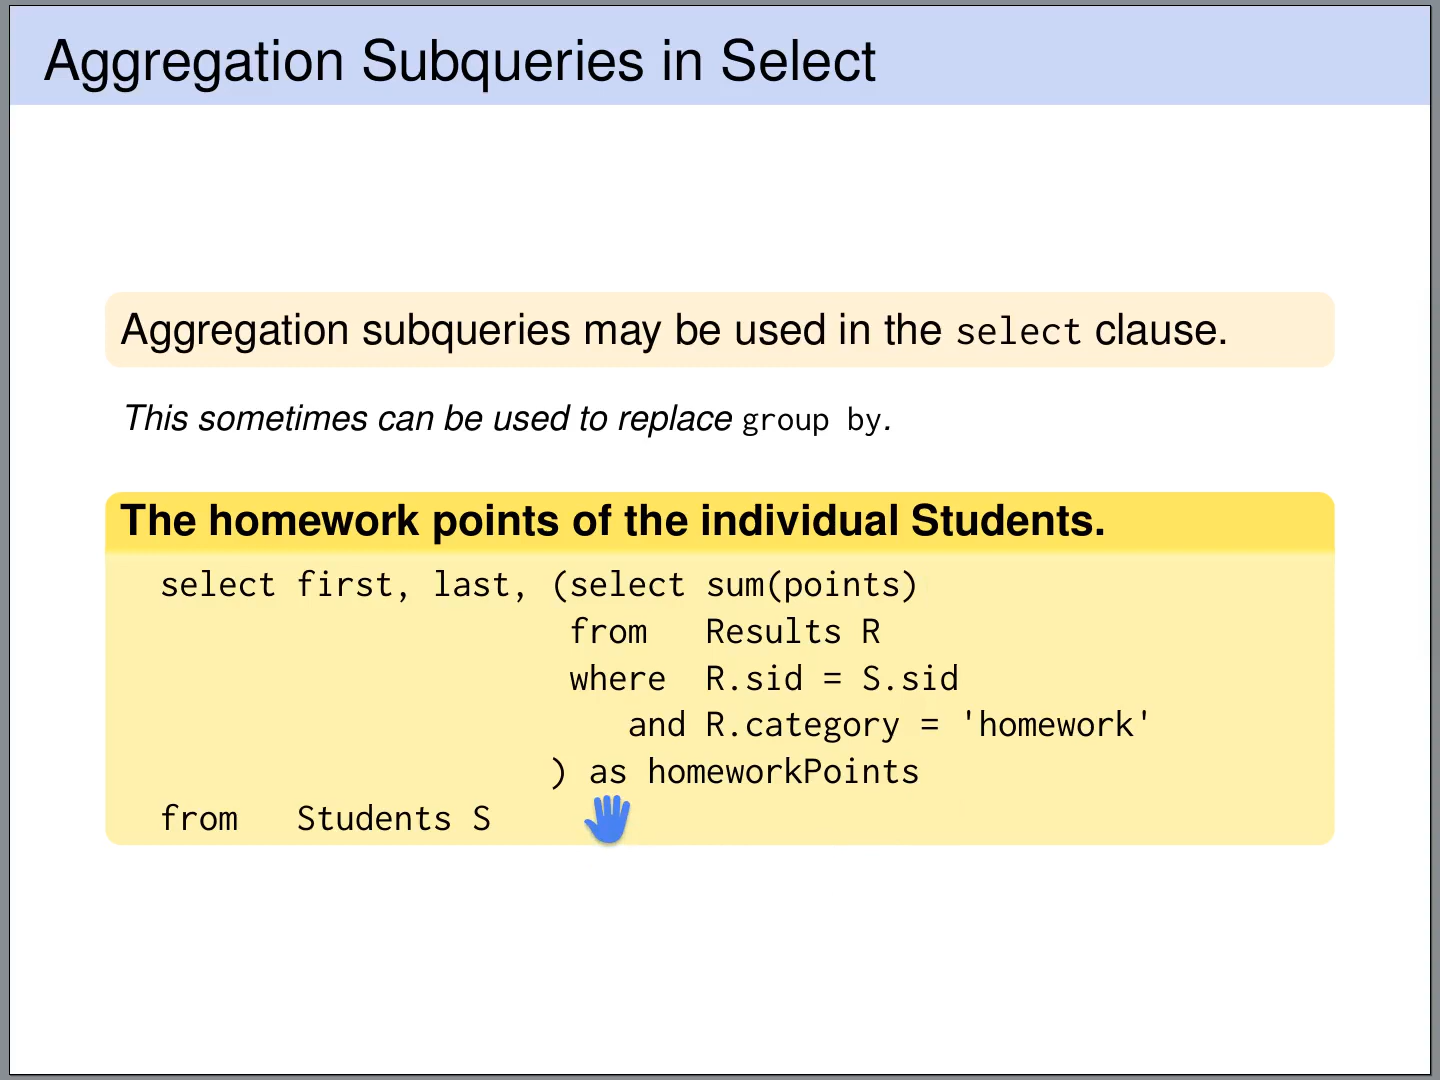 Aggregation Subqueries in Select
Aggregation subqueries may be used in the select clause.
This sometimes can be used to replace group by.
The homework points of the individual Students.
select first, last, (select sum(points)
from Results R
where R.sid = S.sid
and R.category = 'homework'
) as homeworkPoints
from Students S